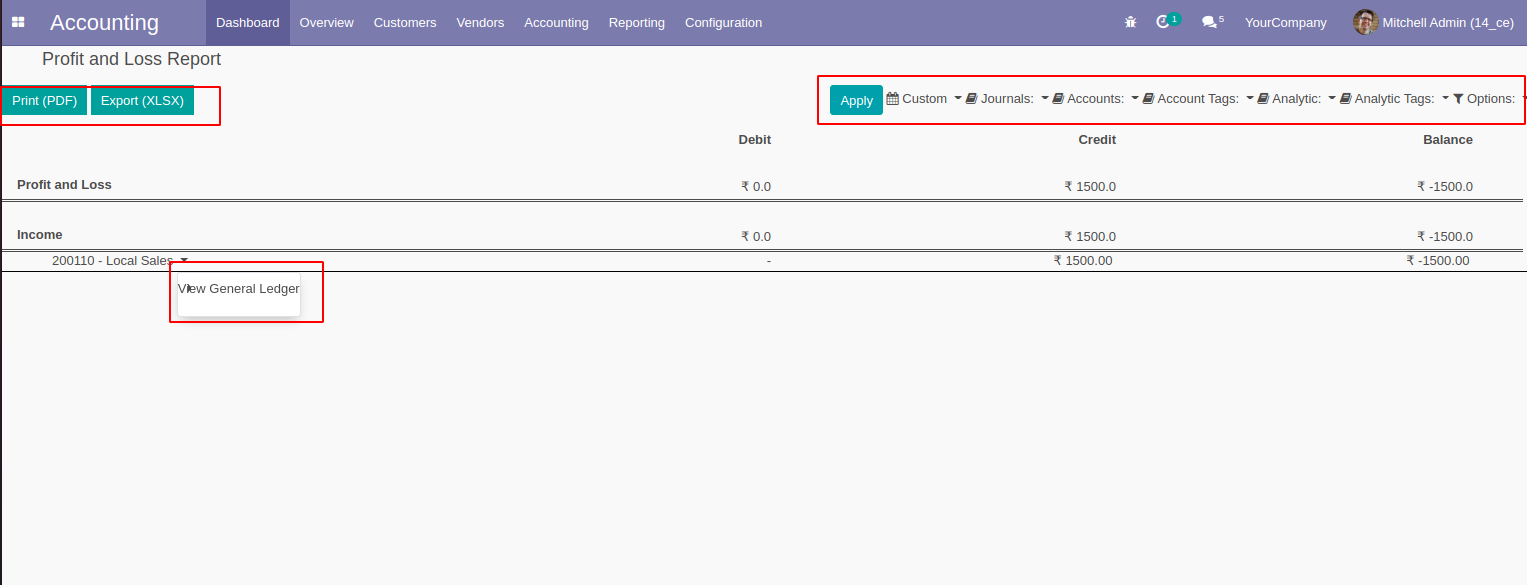 Accounting Dashboard Overview Customers Vendors Accounting Reporting Configuration 1 5 YourCompany Mitchell Admin (14_ce)
Profit and Loss Report
Print (PDF) Export (XLSX) Apply Custom Journals: Accounts: Account Tags: Analytic: Analytic Tags: Options:
Debit Credit Balance
Profit and Loss ₹ 0.0 ₹ 1500.0 ₹ -1500.0
Income ₹ 0.0 ₹ 1500.0 ₹ -1500.0
200110 - Local Sales - ₹ 1500.00 ₹ -1500.00
View General Ledger